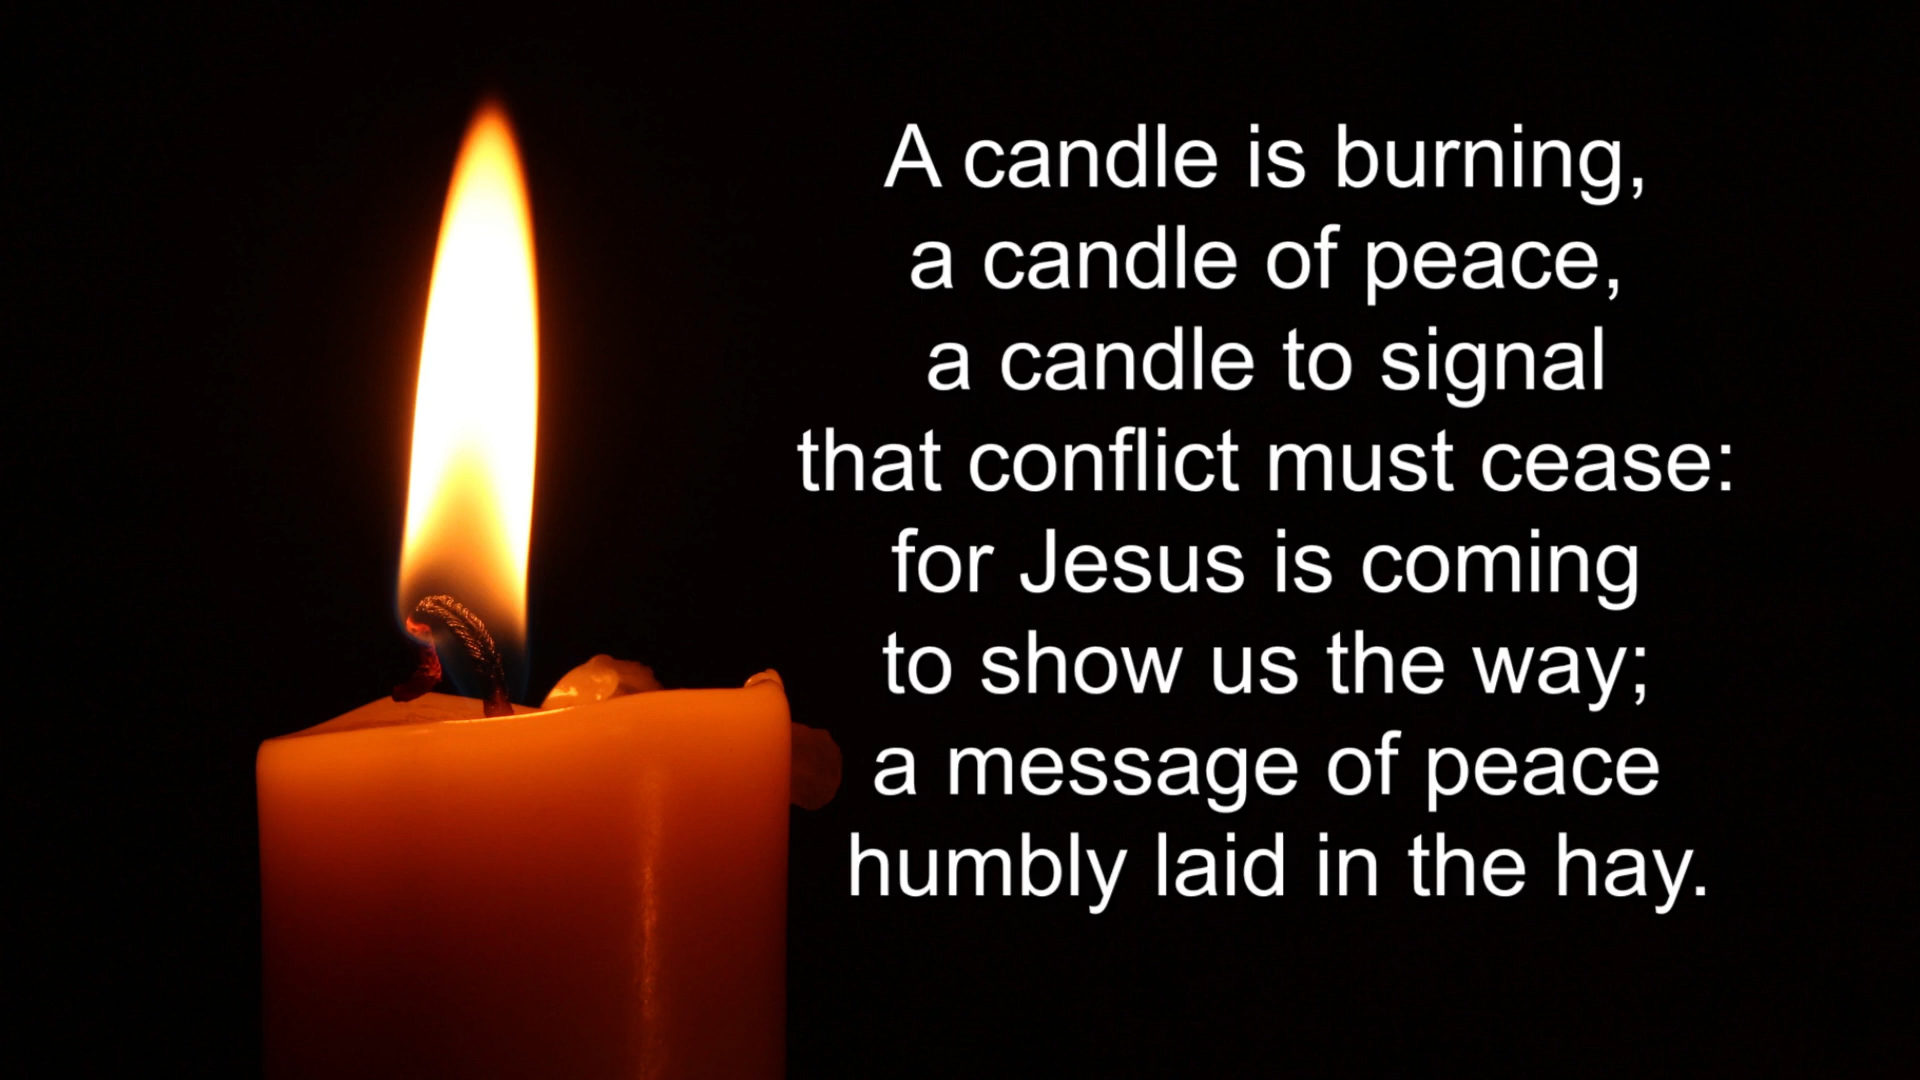 A candle is burning,
a candle of peace,
a candle to signal
that conflict must cease:
for Jesus is coming
to show us the way;
a message of peace
humbly laid in the hay.